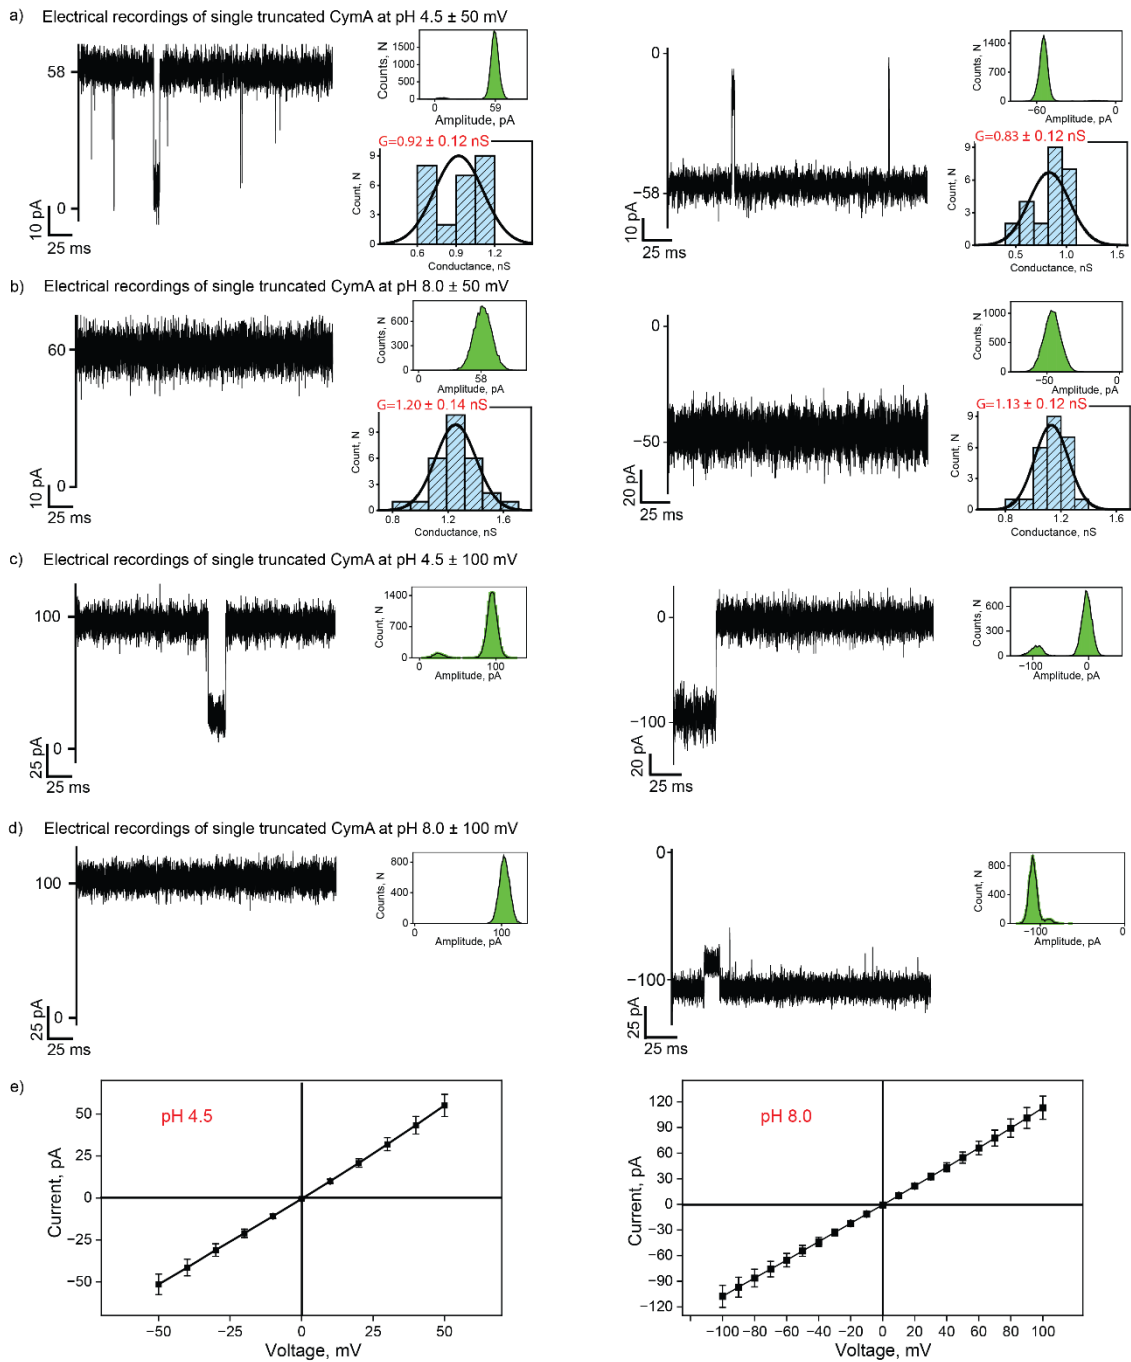 a) Electrical recordings of single truncated CymA at pH 4.5 ± 50 mV
58
0
10 pA
25 ms
Counts, N
1500
1000
500
0
0
59
Amplitude, pA
G=0.92 ± 0.12 nS
Count, N
9
6
3
0
0.6
0.9
1.2
Conductance, nS
0
−58
10 pA
25 ms
Counts, N
1400
700
0
−60
0
Amplitude, pA
G=0.83 ± 0.12 nS
Count, N
9
6
3
0
0.5
1.0
1.5
Conductance, nS
b) Electrical recordings of single truncated CymA at pH 8.0 ± 50 mV
60
0
10 pA
25 ms
Counts, N
600
300
0
0
58
Amplitude, pA
G=1.20 ± 0.14 nS
Count, N
9
6
3
0
0.8
1.2
1.6
Conductance, nS
0
−50
20 pA
25 ms
Counts, N
1000
500
0
−50
0
Amplitude, pA
G=1.13 ± 0.12 nS
Count, N
9
6
3
0
0.8
1.2
1.6
Conductance, nS
c) Electrical recordings of single truncated CymA at pH 4.5 ± 100 mV
100
0
25 pA
25 ms
Count, N
1400
700
0
0
100
Amplitude, pA
0
−100
20 pA
25 ms
Counts, N
600
300
0
−100
0
Amplitude, pA
d) Electrical recordings of single truncated CymA at pH 8.0 ± 100 mV
100
0
25 pA
25 ms
Counts, N
800
400
0
0
100
Amplitude, pA
0
−100
25 pA
25 ms
Count, N
800
400
0
−100
0
Amplitude, pA
e)
pH 4.5
Current, pA
50
25
0
−25
−50
−50
−25
0
25
50
Voltage, mV
pH 8.0
Current, pA
120
90
60
30
0
−30
−60
−90
−120
−100
−80
−60
−40
−20
0
20
40
60
80
100
Voltage, mV